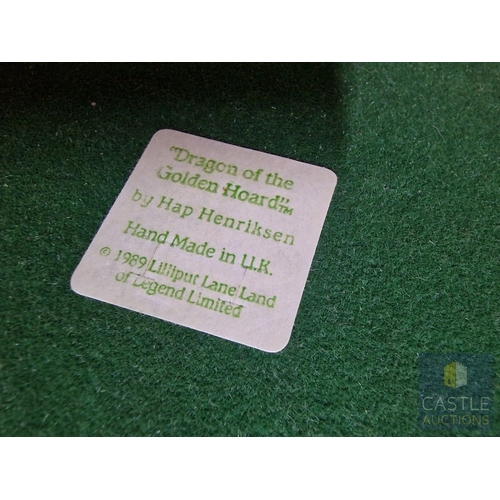 "Dragon of the
Golden Hoard"™
by Hap Henriksen
Hand Made in U.K.
© 1989 Lilliput Lane/Land
of Legend Limited
CASTLE
AUCTIONS